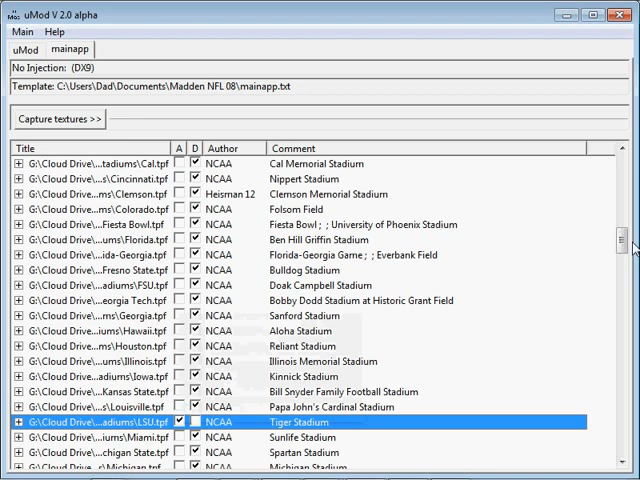 uMod V 2.0 alpha
Main Help
uMod mainapp
No Injection: (DX9)
Template: C:\Users\Dad\Documents\Madden NFL 08\mainapp.txt
Capture textures >>
Title A D Author Comment
G:\Cloud Drive\...tadiums\Cal.tpf NCAA Cal Memorial Stadium
G:\Cloud Drive\...s\Cincinnati.tpf NCAA Nippert Stadium
G:\Cloud Drive\...ms\Clemson.tpf Heisman 12 Clemson Memorial Stadium
G:\Cloud Drive\...ms\Colorado.tpf NCAA Folsom Field
G:\Cloud Drive\...Fiesta Bowl.tpf NCAA Fiesta Bowl ; ; University of Phoenix Stadium
G:\Cloud Drive\...ums\Florida.tpf NCAA Ben Hill Griffin Stadium
G:\Cloud Drive\...ida-Georgia.tpf NCAA Florida-Georgia Game ; ; Everbank Field
G:\Cloud Drive\...Fresno State.tpf NCAA Bulldog Stadium
G:\Cloud Drive\...adiums\FSU.tpf NCAA Doak Campbell Stadium
G:\Cloud Drive\...eorgia Tech.tpf NCAA Bobby Dodd Stadium at Historic Grant Field
G:\Cloud Drive\...ms\Georgia.tpf NCAA Sanford Stadium
G:\Cloud Drive\...iums\Hawaii.tpf NCAA Aloha Stadium
G:\Cloud Drive\...ms\Houston.tpf NCAA Reliant Stadium
G:\Cloud Drive\...ums\Illinois.tpf NCAA Illinois Memorial Stadium
G:\Cloud Drive\...adiums\Iowa.tpf NCAA Kinnick Stadium
G:\Cloud Drive\...Kansas State.tpf NCAA Bill Snyder Family Football Stadium
G:\Cloud Drive\...s\Louisville.tpf NCAA Papa John's Cardinal Stadium
G:\Cloud Drive\...adiums\LSU.tpf NCAA Tiger Stadium
G:\Cloud Drive\...iums\Miami.tpf NCAA Sunlife Stadium
G:\Cloud Drive\...chigan State.tpf NCAA Spartan Stadium
G:\Cloud Drive\...s\Michigan.tpf NCAA Michigan Stadium